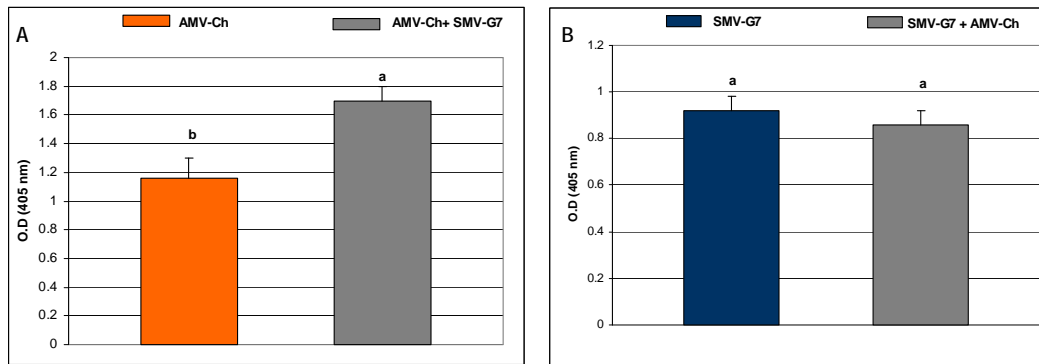 A
AMV-Ch
AMV-Ch+ SMV-G7
2
1.8
1.6
1.4
1.2
1
0.8
0.6
0.4
0.2
0
O.D (405 nm)
b
a
B
SMV-G7
SMV-G7 + AMV-Ch
1.2
1
0.8
0.6
0.4
0.2
0
O.D (405 nm)
a
a